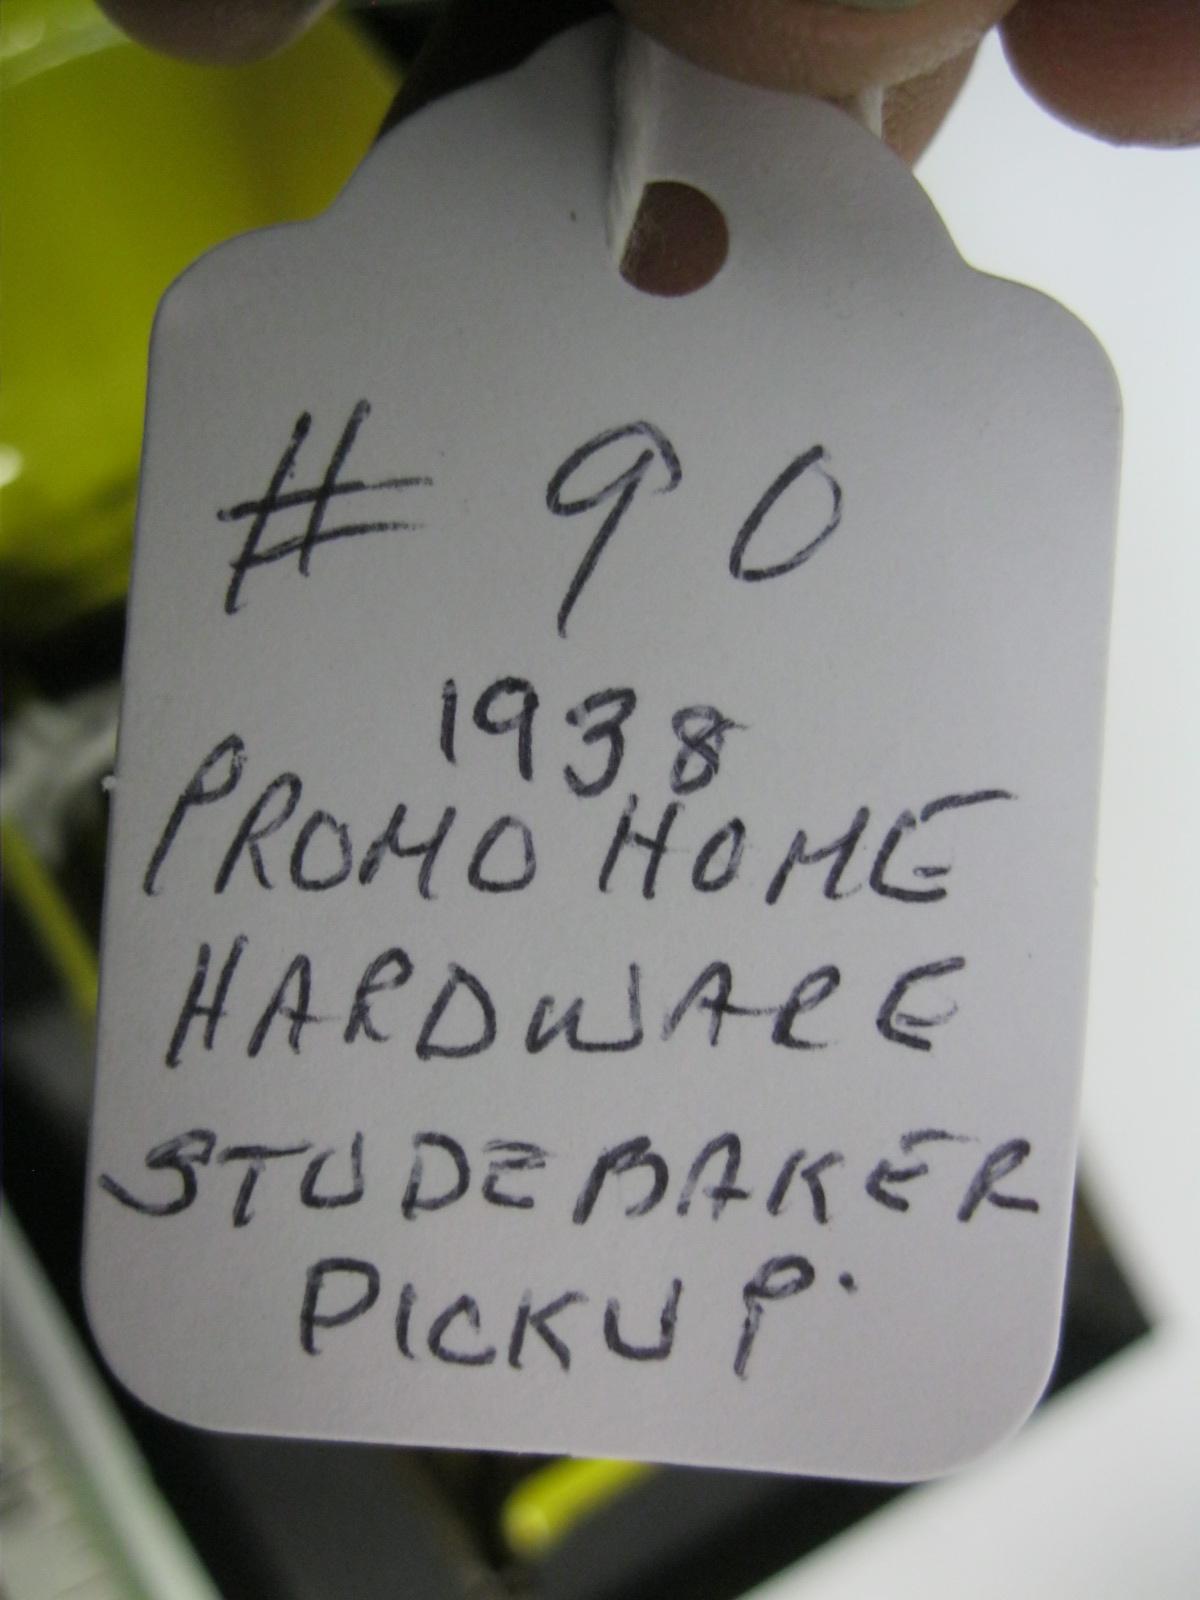 # 90
1938
PROMO HOME
HARDWARE
STUDEBAKER
PICKUP.